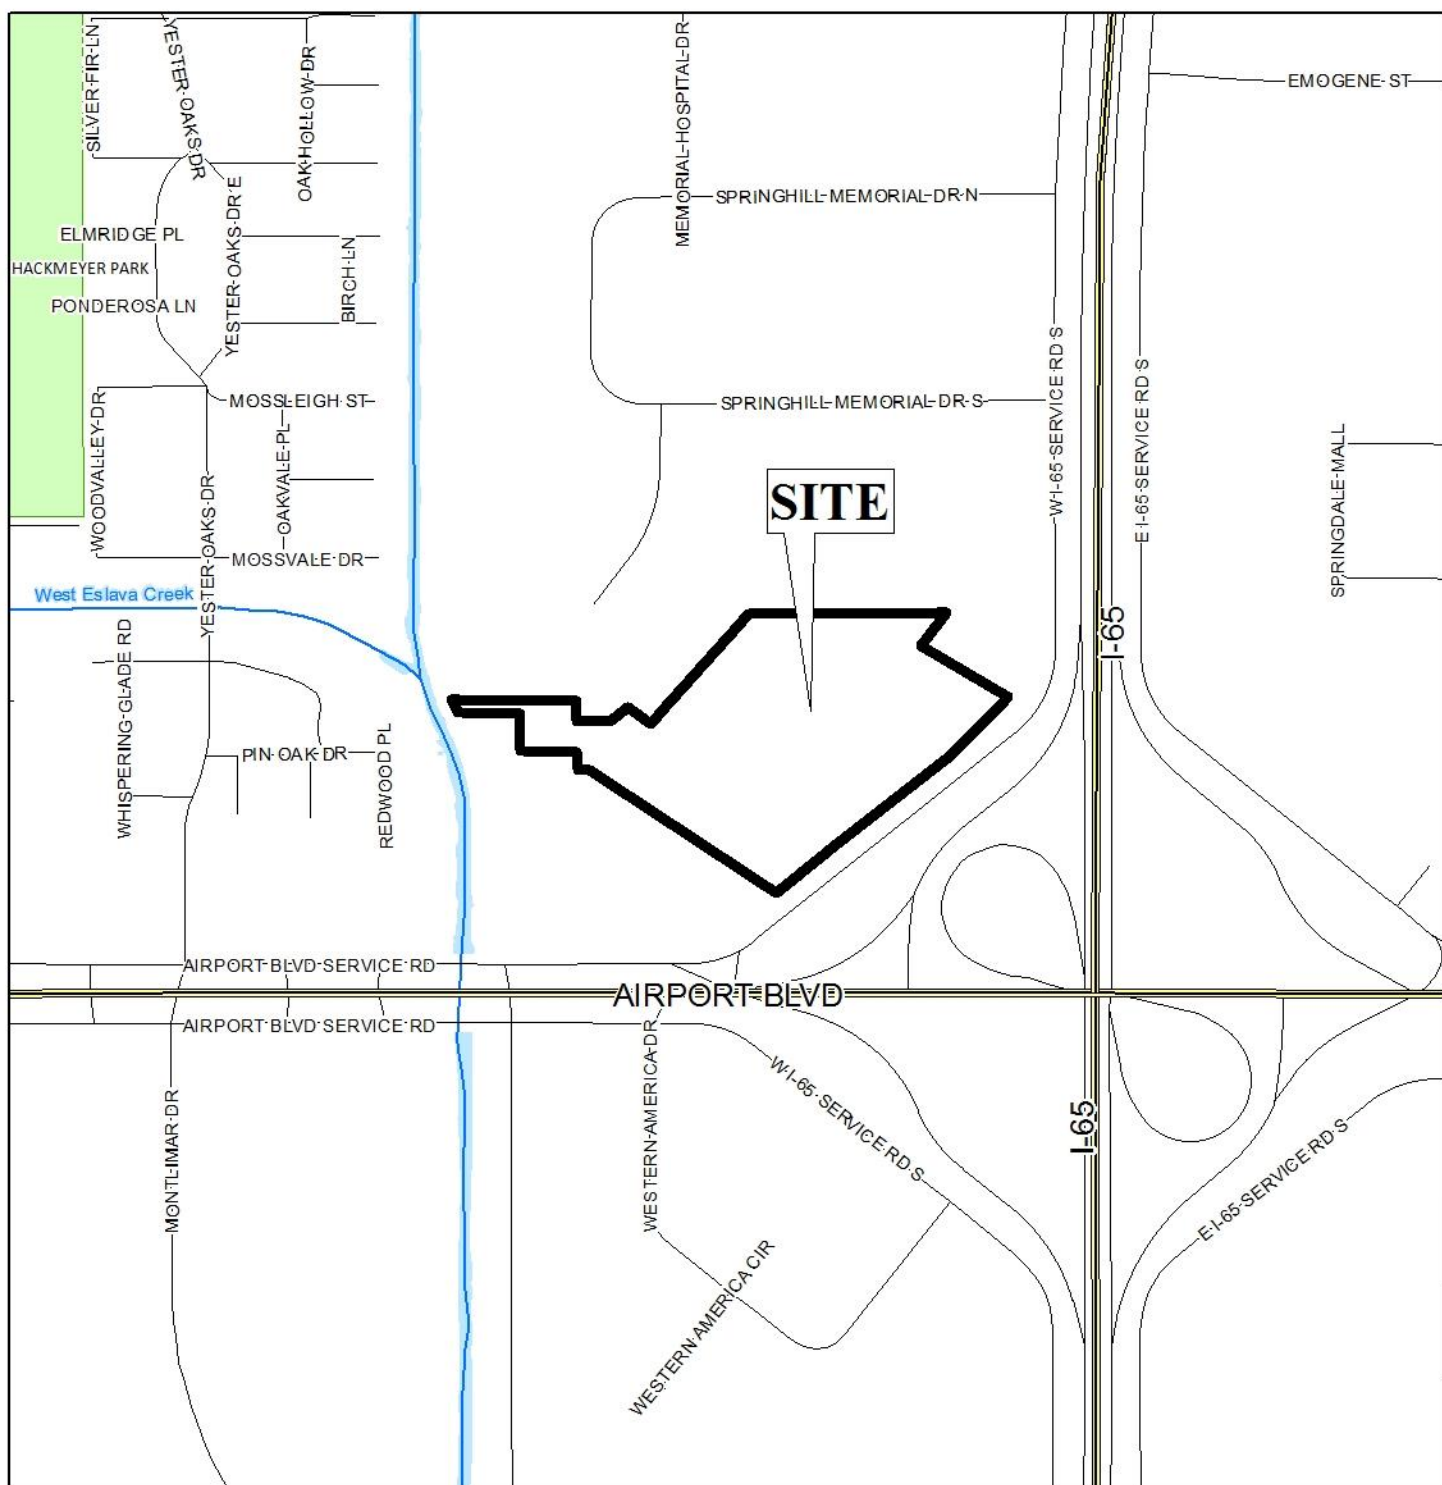 SILVER FIR LN
YESTER OAKS DR
OAK HOLLOW DR
MEMORIAL HOSPITAL DR
EMOGENE ST
SPRINGHILL MEMORIAL DR N
ELMRIDGE PL
YESTER OAKS DR E
BIRCH LN
HACKMEYER PARK
PONDEROSA LN
MOSSLEIGH ST
SPRINGHILL MEMORIAL DR S
W I-65 SERVICE RD S
E I-65 SERVICE RD S
WOODVALLEY DR
OAKVALE PL
SPRINGDALE MALL
SITE
YESTER OAKS DR
MOSSVALE DR
West Eslava Creek
I-65
WHISPERING GLADE RD
PIN OAK DR
REDWOOD PL
AIRPORT BLVD SERVICE RD
AIRPORT BLVD
AIRPORT BLVD SERVICE RD
WESTERN AMERICA DR
W I-65 SERVICE RD S
I-65
MONTLIMAR DR
E I-65 SERVICE RD S
WESTERN AMERICA CIR